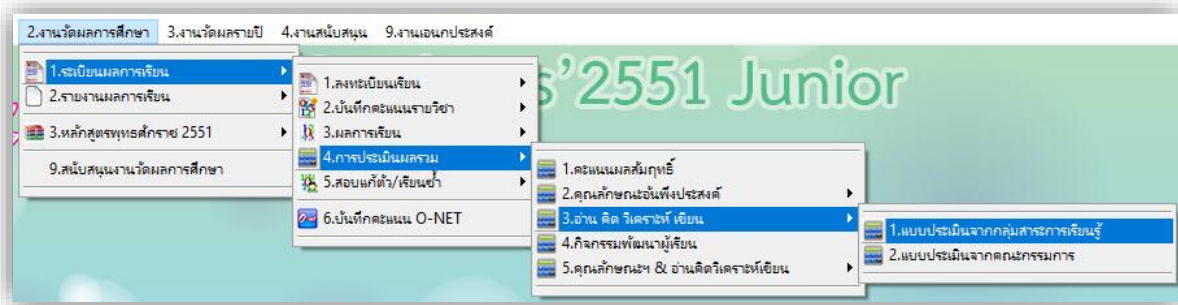 2.งานวัดผลการศึกษา 3.งานวัดผลรายปี 4.งานสนับสนุน 9.งานเอนกประสงค์
s'2551 Junior
1.ระเบียนผลการเรียน
2.รายงานผลการเรียน
3.หลักสูตรพุทธศักราช 2551
9.สนับสนุนงานวัดผลการศึกษา
1.ลงทะเบียนเรียน
2.บันทึกคะแนนรายวิชา
3.ผลการเรียน
4.การประเมินผลรวม
5.สอบแก้ตัว/เรียนซ้ำ
6.บันทึกคะแนน O-NET
1.คะแนนผลสัมฤทธิ์
2.คุณลักษณะอันพึงประสงค์
3.อ่าน คิด วิเคราะห์ เขียน
4.กิจกรรมพัฒนาผู้เรียน
5.คุณลักษณะฯ & อ่านคิดวิเคราะห์เขียน
1.แบบประเมินจากกลุ่มสาระการเรียนรู้
2.แบบประเมินจากคณะกรรมการ